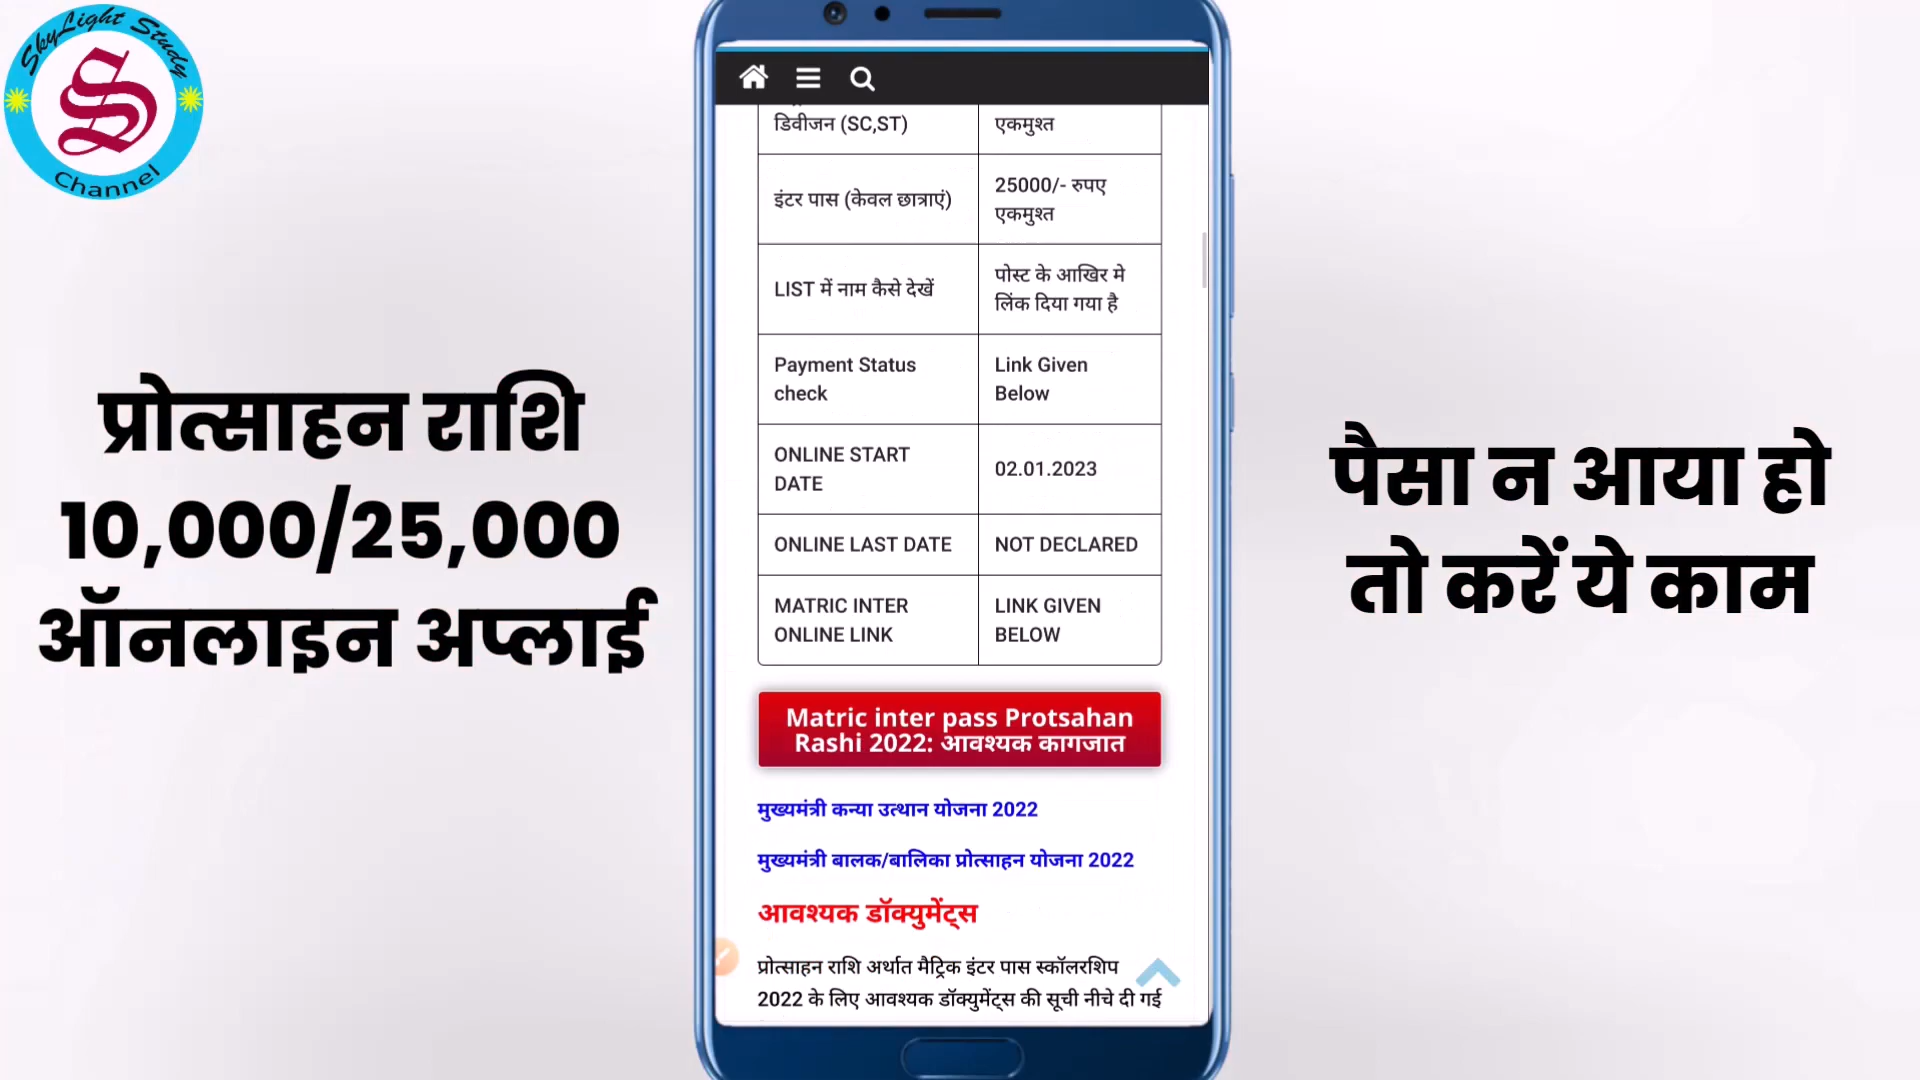 SkyLight Study
Channel
प्रोत्साहन राशि
10,000/25,000
ऑनलाइन अप्लाई
डिवीजन (SC,ST)
एकमुश्त
इंटर पास (केवल छात्राएं)
25000/- रुपए
एकमुश्त
LIST में नाम कैसे देखें
पोस्ट के आखिर मे
लिंक दिया गया है
Payment Status
check
Link Given
Below
ONLINE START
DATE
02.01.2023
ONLINE LAST DATE
NOT DECLARED
MATRIC INTER
ONLINE LINK
LINK GIVEN
BELOW
Matric inter pass Protsahan
Rashi 2022: आवश्यक कागजात
मुख्यमंत्री कन्या उत्थान योजना 2022
मुख्यमंत्री बालक/बालिका प्रोत्साहन योजना 2022
आवश्यक डॉक्युमेंट्स
प्रोत्साहन राशि अर्थात मैट्रिक इंटर पास स्कॉलरशिप
2022 के लिए आवश्यक डॉक्युमेंट्स की सूची नीचे दी गई
पैसा न आया हो
तो करें ये काम